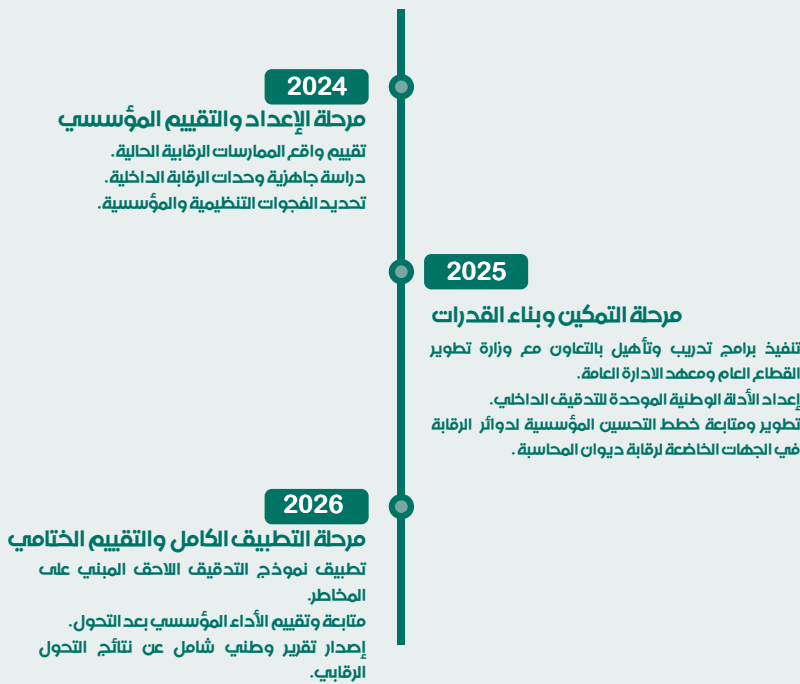 2024
مرحلة الإعداد والتقييم المؤسسي
تقييم واقع الممارسات الرقابية الحالية.
دراسة جاهزية وحدات الرقابة الداخلية.
تحديد الفجوات التنظيمية والمؤسسية.
2025
مرحلة التمكين وبناء القدرات
تنفيذ برامج تدريب وتأهيل بالتعاون مع وزارة تطوير
القطاع العام ومعهد الادارة العامة.
إعداد الأدلة الوطنية الموحدة للتدقيق الداخلي.
تطوير ومتابعة خطط التحسين المؤسسية لدوائر الرقابة
في الجهات الخاضعة لرقابة ديوان المحاسبة .
2026
مرحلة التطبيق الكامل والتقييم الختامي
تطبيق نموذج التدقيق اللاحق المبني على
المخاطر.
متابعة وتقييم الأداء المؤسسي بعد التحول.
إصدار تقرير وطني شامل عن نتائج التحول
الرقابي.